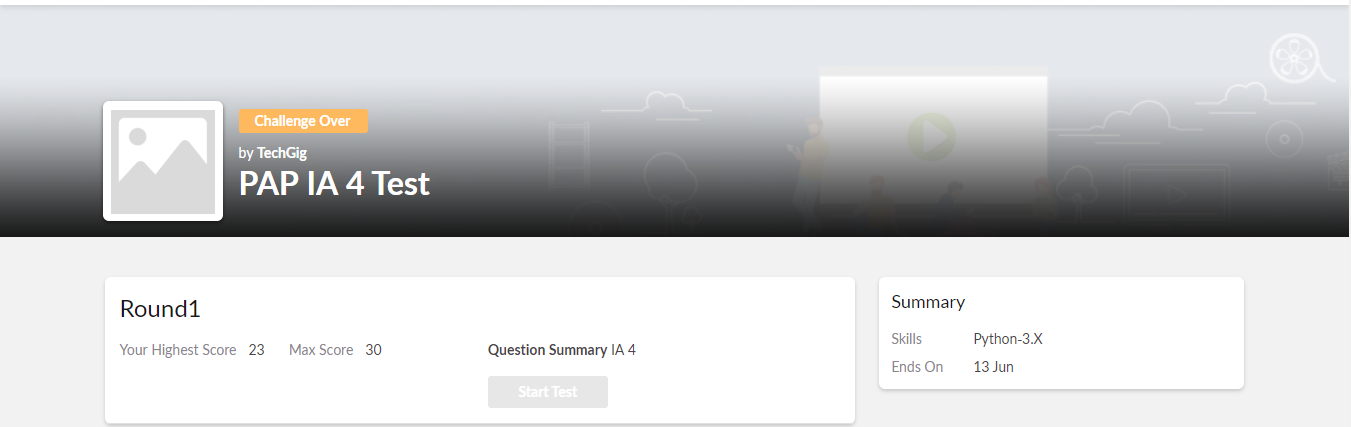 Challenge Over
by TechGig
PAP IA 4 Test
Round1
Your Highest Score 23 Max Score 30
Question Summary IA 4
Start Test
Summary
Skills Python-3.X
Ends On 13 Jun